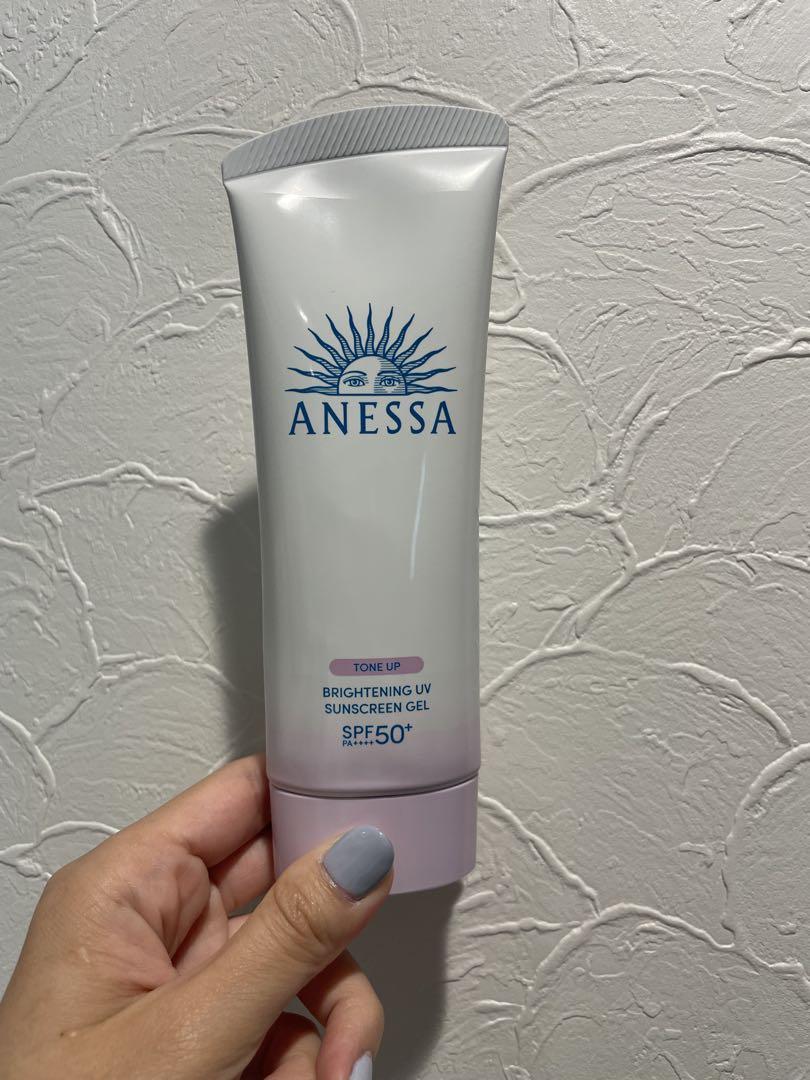 ANESSA
TONE UP
BRIGHTENING UV
SUNSCREEN GEL
SPF50+
PA++++